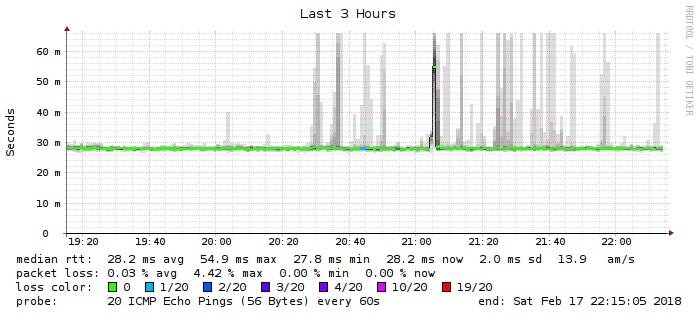 Last 3 Hours
RRDTOOL / TOBI OETIKER
Seconds
60 m
50 m
40 m
30 m
20 m
10 m
0
19:20 19:40 20:00 20:20 20:40 21:00 21:20 21:40 22:00
median rtt: 28.2 ms avg 54.9 ms max 27.8 ms min 28.2 ms now 2.0 ms sd 13.9 am/s
packet loss: 0.03 % avg 4.42 % max 0.00 % min 0.00 % now
loss color: 0 1/20 2/20 3/20 4/20 10/20 19/20
probe: 20 ICMP Echo Pings (56 Bytes) every 60s end: Sat Feb 17 22:15:05 2018